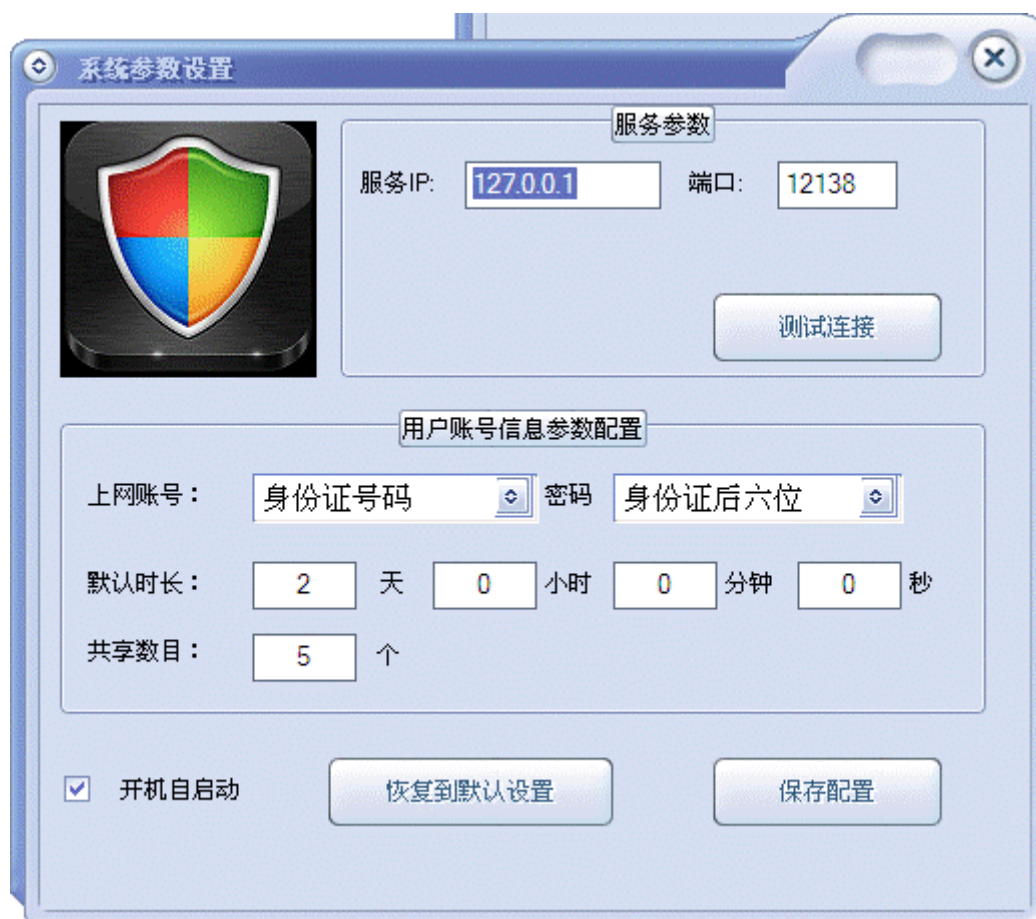 系统参数设置
服务参数
服务IP: 127.0.0.1 端口: 12138
测试连接
用户账号信息参数配置
上网账号： 身份证号码 密码 身份证后六位
默认时长： 2 天 0 小时 0 分钟 0 秒
共享数目： 5 个
开机自启动 恢复到默认设置 保存配置